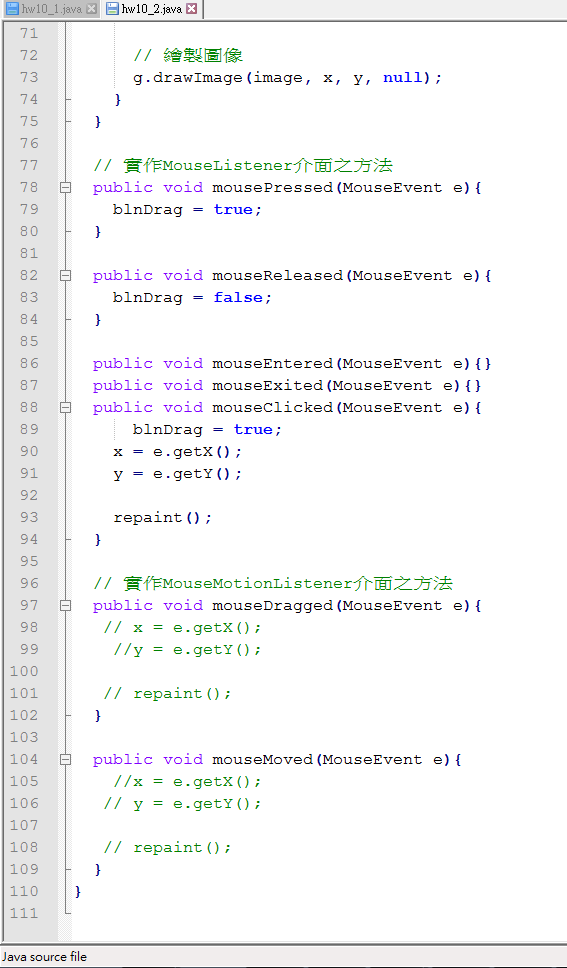 hw10_1.java hw10_2.java
71
72 // 繪製圖像
73 g.drawImage(image, x, y, null);
74 }
75 }
76
77 // 實作MouseListener介面之方法
78 public void mousePressed(MouseEvent e){
79 blnDrag = true;
80 }
81
82 public void mouseReleased(MouseEvent e){
83 blnDrag = false;
84 }
85
86 public void mouseEntered(MouseEvent e){}
87 public void mouseExited(MouseEvent e){}
88 public void mouseClicked(MouseEvent e){
89 blnDrag = true;
90 x = e.getX();
91 y = e.getY();
92
93 repaint();
94 }
95
96 // 實作MouseMotionListener介面之方法
97 public void mouseDragged(MouseEvent e){
98 // x = e.getX();
99 //y = e.getY();
100
101 // repaint();
102 }
103
104 public void mouseMoved(MouseEvent e){
105 //x = e.getX();
106 // y = e.getY();
107
108 // repaint();
109 }
110 }
111
Java source file